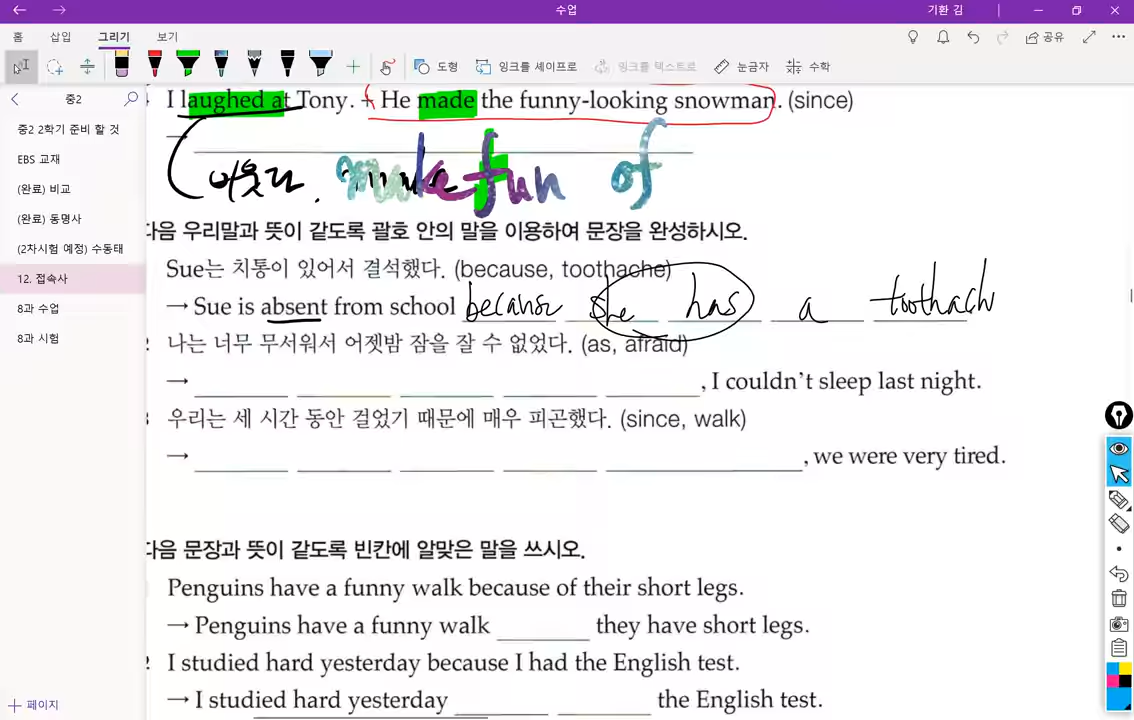 수업
기환 김
홈 삽입 그리기 보기
도형 잉크를 셰이프로 잉크를 텍스트로 눈금자 수학 공유
중2
중2 2학기 준비 할 것
EBS 교재
(완료) 비교
(완료) 동명사
(2차시험 예정) 수동태
12. 접속사
8과 수업
8과 시험
페이지
I laughed at Tony. + He made the funny-looking snowman. (since)
비웃다. make fun of
다음 우리말과 뜻이 같도록 괄호 안의 말을 이용하여 문장을 완성하시오.
Sue는 치통이 있어서 결석했다. (because, toothache)
→ Sue is absent from school because she has a toothach
2 나는 너무 무서워서 어젯밤 잠을 잘 수 없었다. (as, afraid)
→ , I couldn't sleep last night.
3 우리는 세 시간 동안 걸었기 때문에 매우 피곤했다. (since, walk)
→ , we were very tired.
다음 문장과 뜻이 같도록 빈칸에 알맞은 말을 쓰시오.
Penguins have a funny walk because of their short legs.
→ Penguins have a funny walk they have short legs.
2 I studied hard yesterday because I had the English test.
→ I studied hard yesterday the English test.